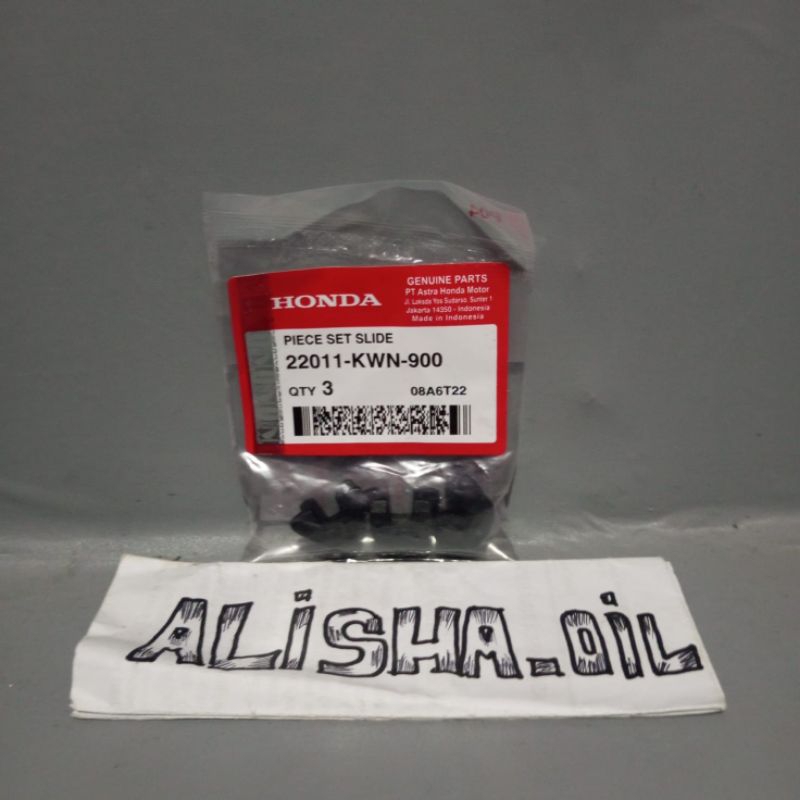 HONDA
GENUINE PARTS
PT Astra Honda Motor
Jl. Laksda Yos Sudarso. Sunter 1
Jakarta 14350 - Indonesia
Made in Indonesia
PIECE SET SLIDE
22011-KWN-900
QTY 3 08A6T22
ALiSHA.OiL